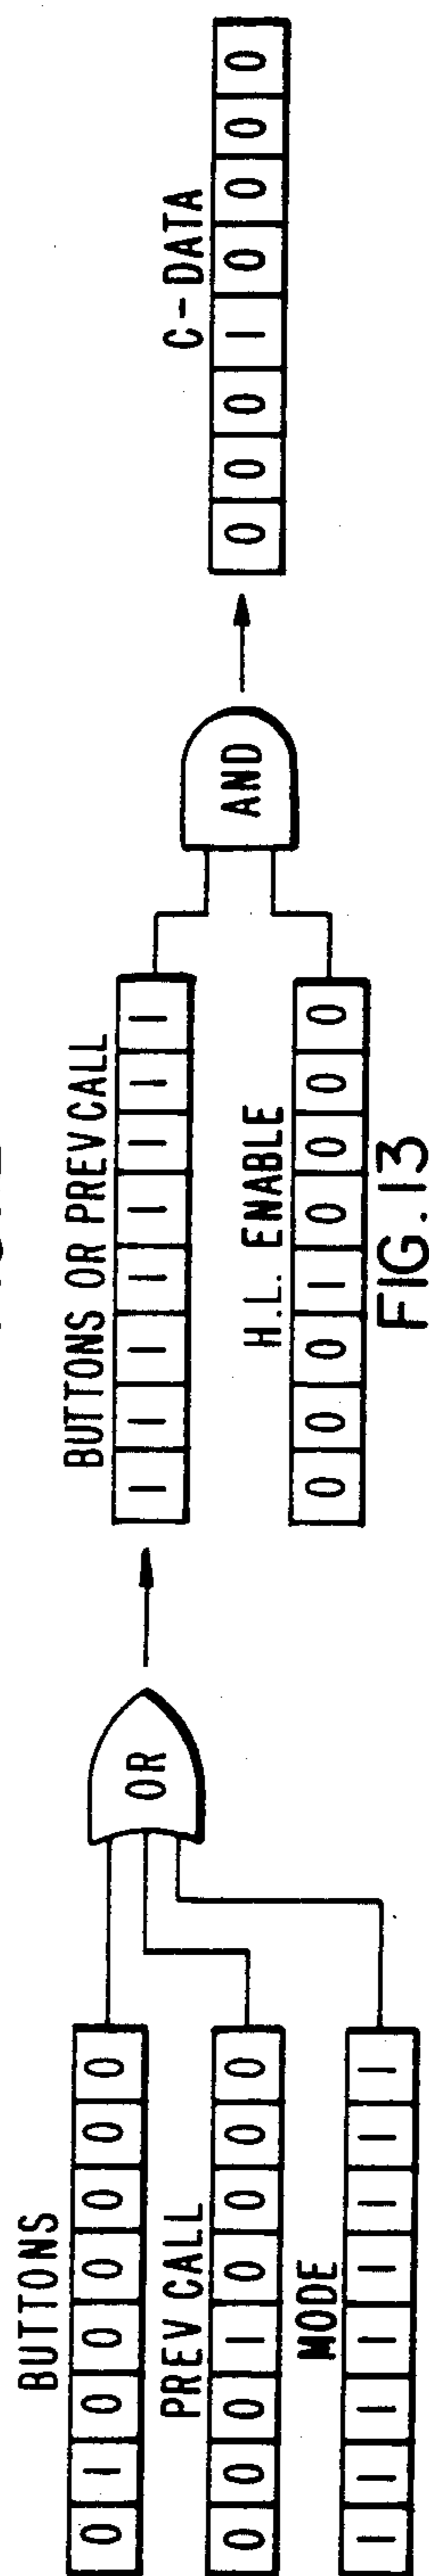 BUTTONS
0 1 0 0 0 0 0 0
PREV CALL
0 0 0 1 0 0 0 0
MODE
1 1 1 1 1 1 1 1
OR
BUTTONS OR PREV CALL
1 1 1 1 1 1 1 1
H.L. ENABLE
0 0 0 1 0 0 0 0
AND
C-DATA
0 0 0 1 0 0 0 0
FIG. 13